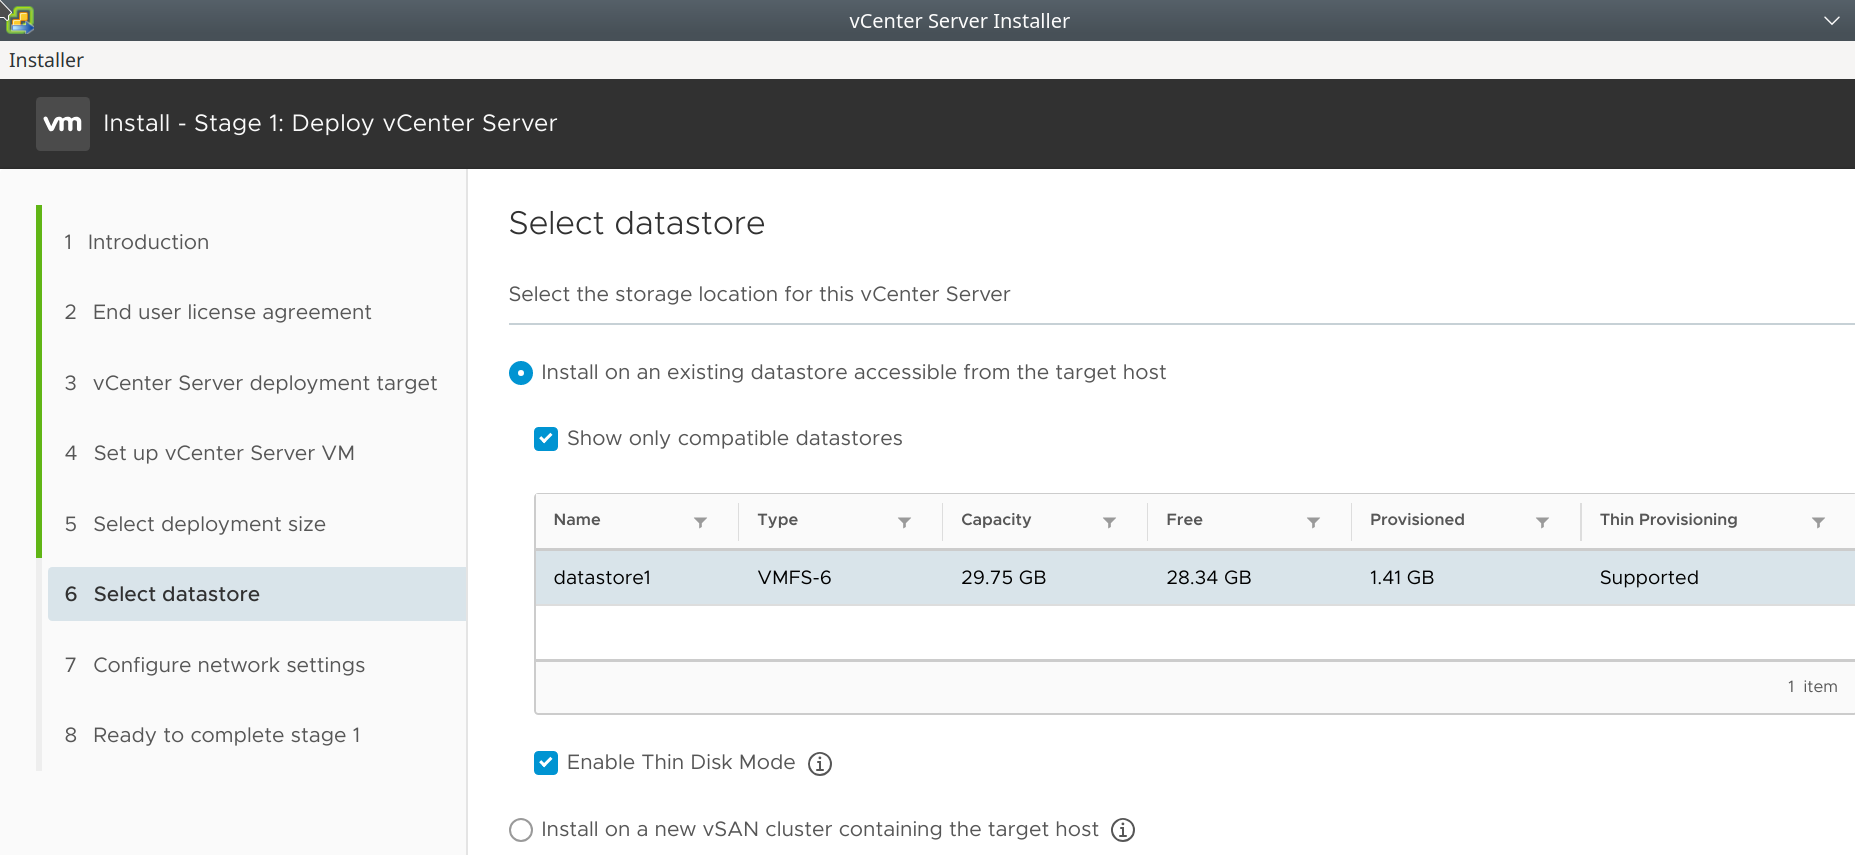 vCenter Server Installer
Installer
vm Install - Stage 1: Deploy vCenter Server
1 Introduction
2 End user license agreement
3 vCenter Server deployment target
4 Set up vCenter Server VM
5 Select deployment size
6 Select datastore
7 Configure network settings
8 Ready to complete stage 1
Select datastore
Select the storage location for this vCenter Server
Install on an existing datastore accessible from the target host
Show only compatible datastores
Name Type Capacity Free Provisioned Thin Provisioning
datastore1 VMFS-6 29.75 GB 28.34 GB 1.41 GB Supported
1 item
Enable Thin Disk Mode
Install on a new vSAN cluster containing the target host